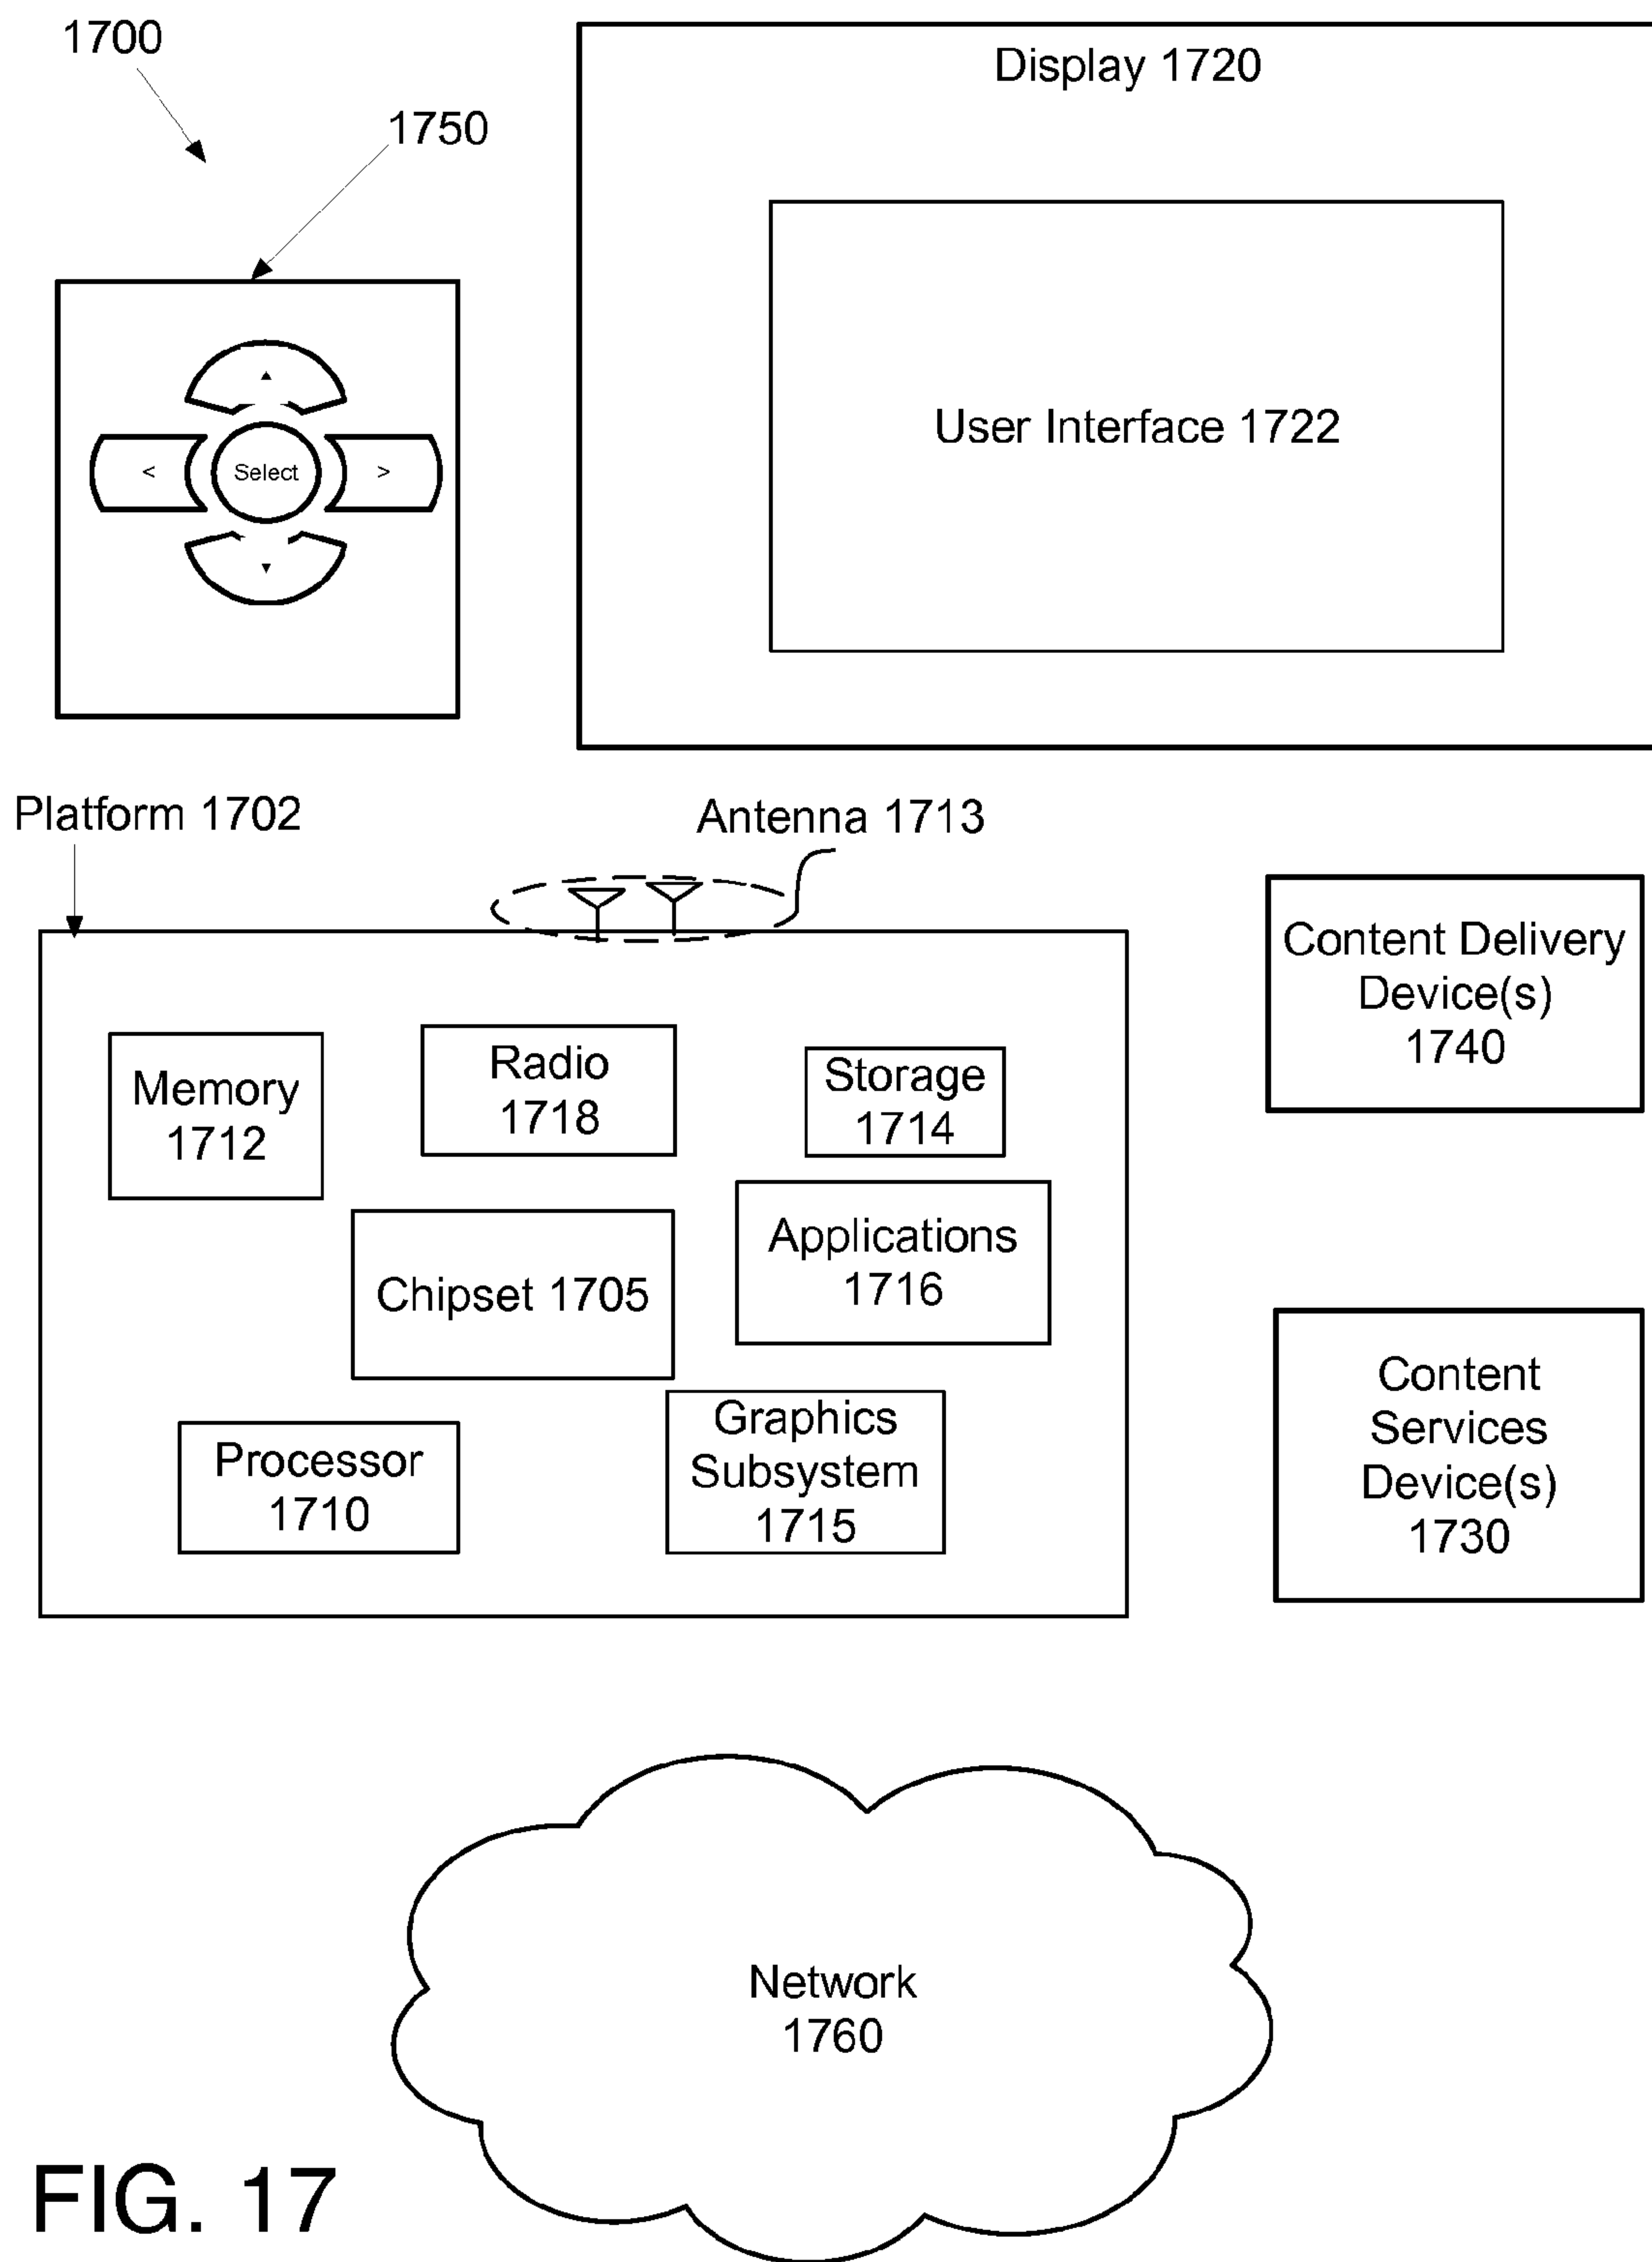 1700
1750
Display 1720
User Interface 1722
▲
<
Select
>
▼
Platform 1702
Antenna 1713
Memory
1712
Radio
1718
Storage
1714
Chipset 1705
Applications
1716
Processor
1710
Graphics
Subsystem
1715
Content Delivery
Device(s)
1740
Content
Services
Device(s)
1730
Network
1760
FIG. 17